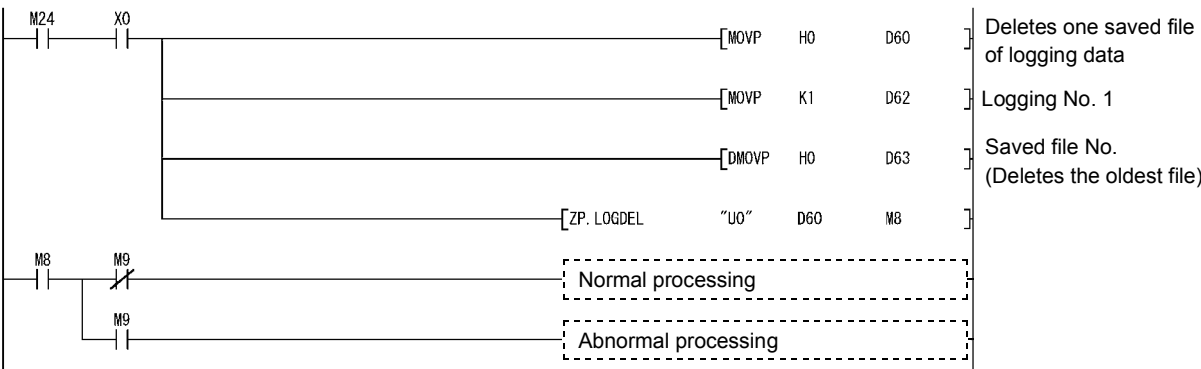 M24 X0
[MOVP H0 D60 ]
Deletes one saved file
of logging data
[MOVP K1 D62 ]
Logging No. 1
[DMOVP H0 D63 ]
Saved file No.
(Deletes the oldest file)
[ZP.LOGDEL "U0" D60 M8 ]
M8 M9
Normal processing
M9
Abnormal processing